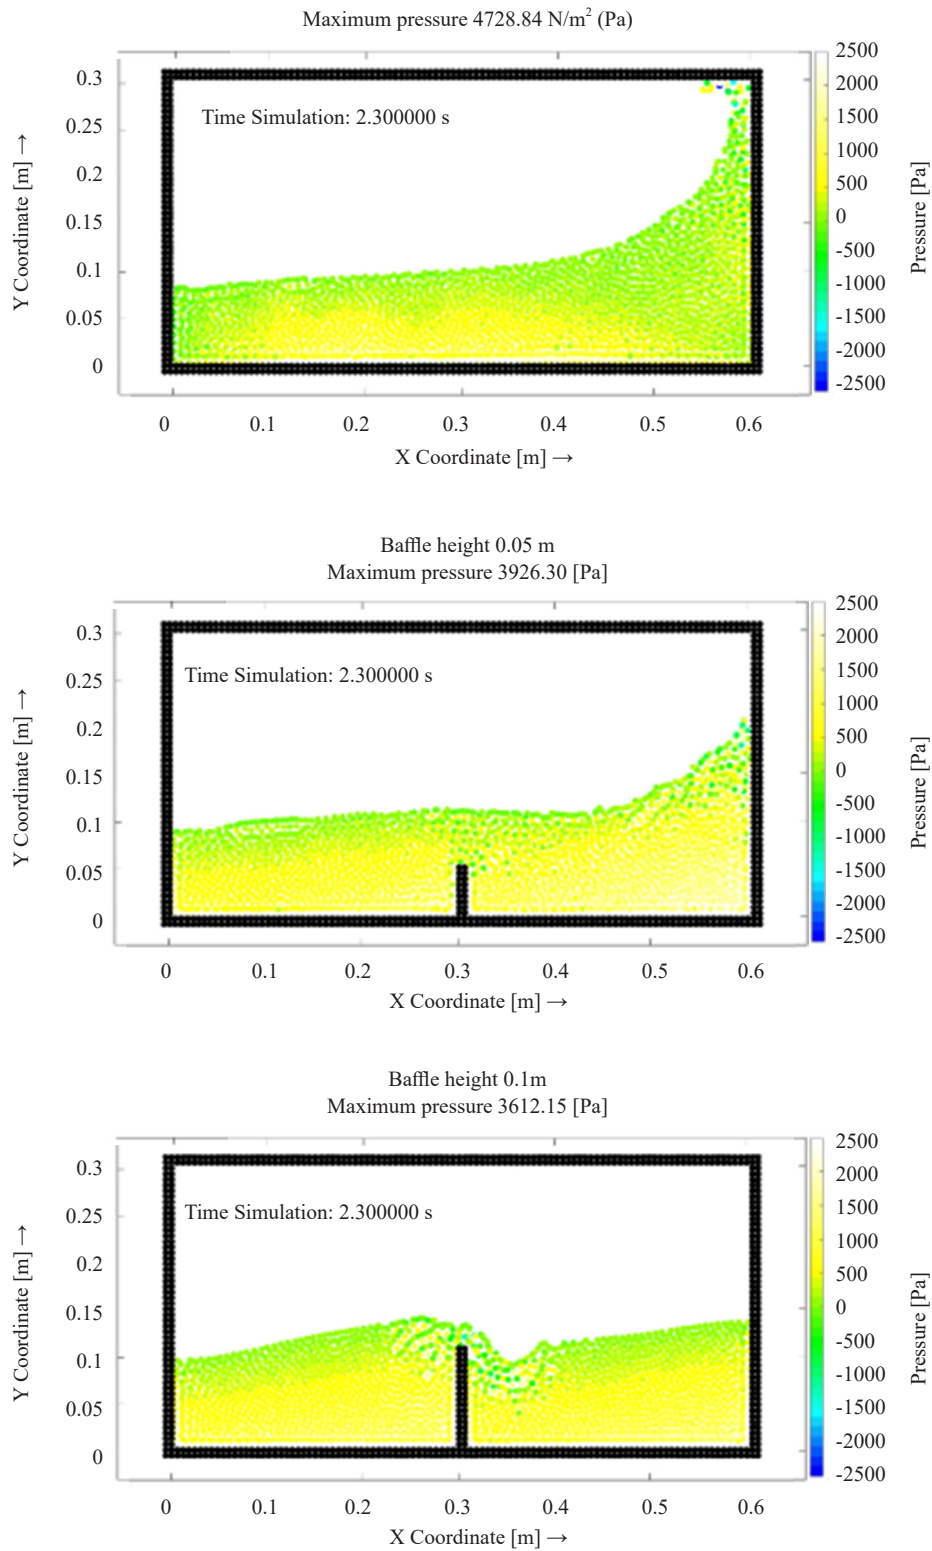 Maximum pressure 4728.84 N/m² (Pa)
Time Simulation: 2.300000 s
Y Coordinate [m] →
0.3
0.25
0.2
0.15
0.1
0.05
0
0 0.1 0.2 0.3 0.4 0.5 0.6
X Coordinate [m] →
2500
2000
1500
1000
500
0
-500
-1000
-1500
-2000
-2500
Pressure [Pa]
Baffle height 0.05 m
Maximum pressure 3926.30 [Pa]
Time Simulation: 2.300000 s
Y Coordinate [m] →
0.3
0.25
0.2
0.15
0.1
0.05
0
0 0.1 0.2 0.3 0.4 0.5 0.6
X Coordinate [m] →
2500
2000
1500
1000
500
0
-500
-1000
-1500
-2000
-2500
Pressure [Pa]
Baffle height 0.1m
Maximum pressure 3612.15 [Pa]
Time Simulation: 2.300000 s
Y Coordinate [m] →
0.3
0.25
0.2
0.15
0.1
0.05
0
0 0.1 0.2 0.3 0.4 0.5 0.6
X Coordinate [m] →
2500
2000
1500
1000
500
0
-500
-1000
-1500
-2000
-2500
Pressure [Pa]